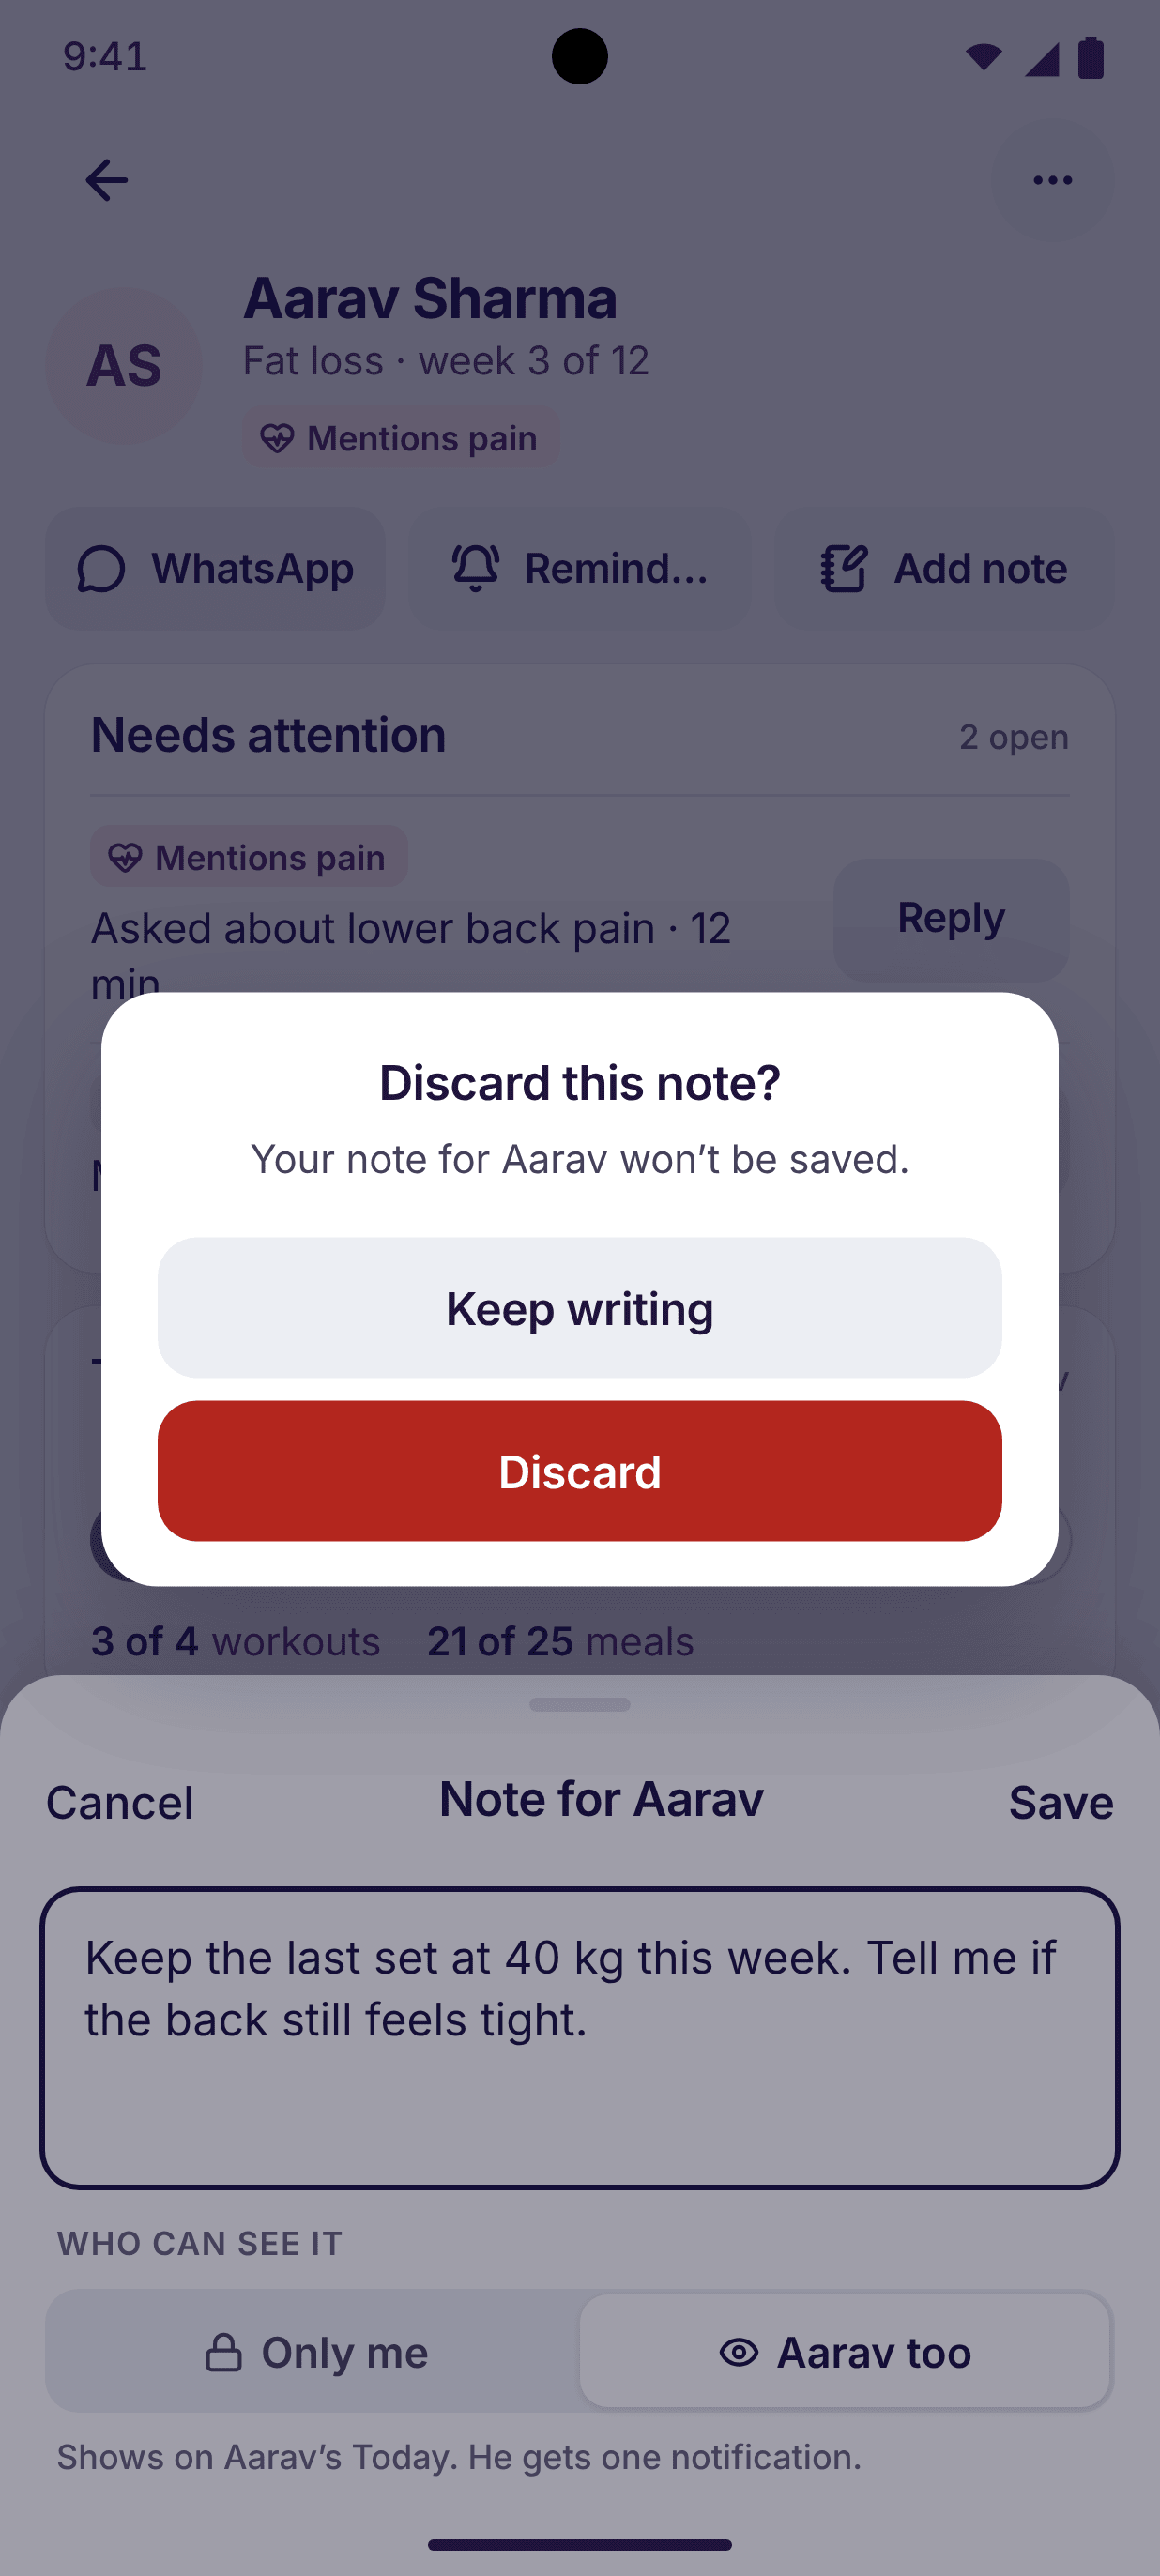 9:41
Aarav Sharma
AS
Fat loss · week 3 of 12
Mentions pain
WhatsApp
Remind...
Add note
Needs attention
2 open
Mentions pain
Asked about lower back pain · 12
min
Reply
Discard this note?
Your note for Aarav won’t be saved.
Keep writing
Discard
3 of 4 workouts 21 of 25 meals
Cancel
Note for Aarav
Save
Keep the last set at 40 kg this week. Tell me if
the back still feels tight.
WHO CAN SEE IT
Only me
Aarav too
Shows on Aarav’s Today. He gets one notification.